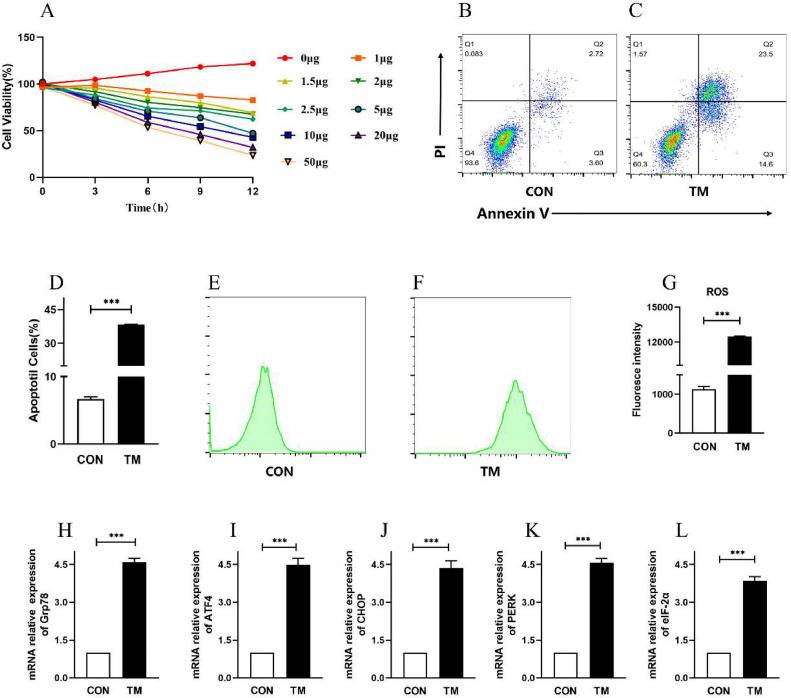 A
Cell Viability(%)
150
100
50
0
0
3
6
9
12
Time(h)
0μg
1μg
1.5μg
2μg
2.5μg
5μg
10μg
20μg
50μg
B
C
PI
Q1
0.083
Q2
2.72
Q4
93.6
Q3
3.60
CON
Q1
1.57
Q2
23.5
Q4
60.3
Q3
14.6
TM
Annexin V
D
Apoptotil Cells(%)
45
30
10
0
***
CON
TM
E
CON
F
TM
G
ROS
Fluoresce intensity
15000
12000
1000
0
***
CON
TM
H
mRNA relative expression
of Grp78
4.5
3.0
1.5
0.0
***
CON
TM
I
mRNA relative expression
of ATF4
4.5
3.0
1.5
0.0
***
CON
TM
J
mRNA relative expression
of CHOP
4.5
3.0
1.5
0.0
***
CON
TM
K
mRNA relative expression
of PERK
4.5
3.0
1.5
0.0
***
CON
TM
L
mRNA relative expression
of eIF-2α
4.5
3.0
1.5
0.0
***
CON
TM